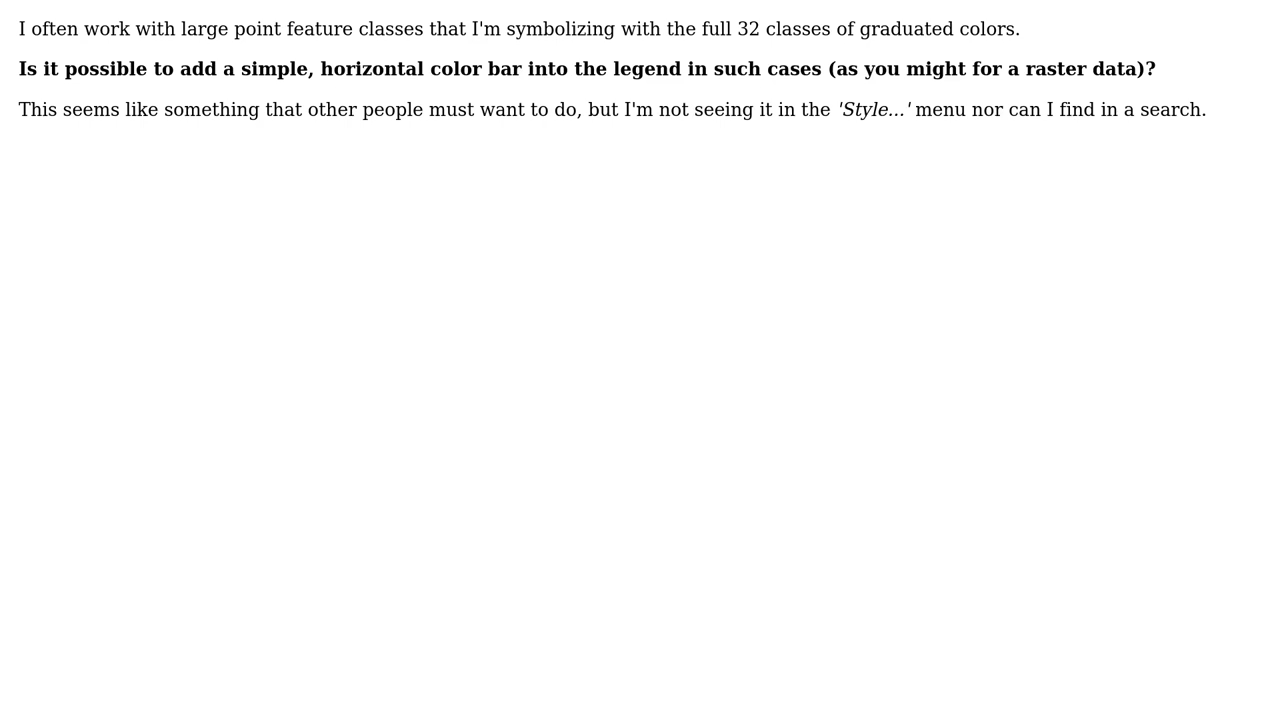 I often work with large point feature classes that I'm symbolizing with the full 32 classes of graduated colors.
Is it possible to add a simple, horizontal color bar into the legend in such cases (as you might for a raster data)?
This seems like something that other people must want to do, but I'm not seeing it in the 'Style...' menu nor can I find in a search.